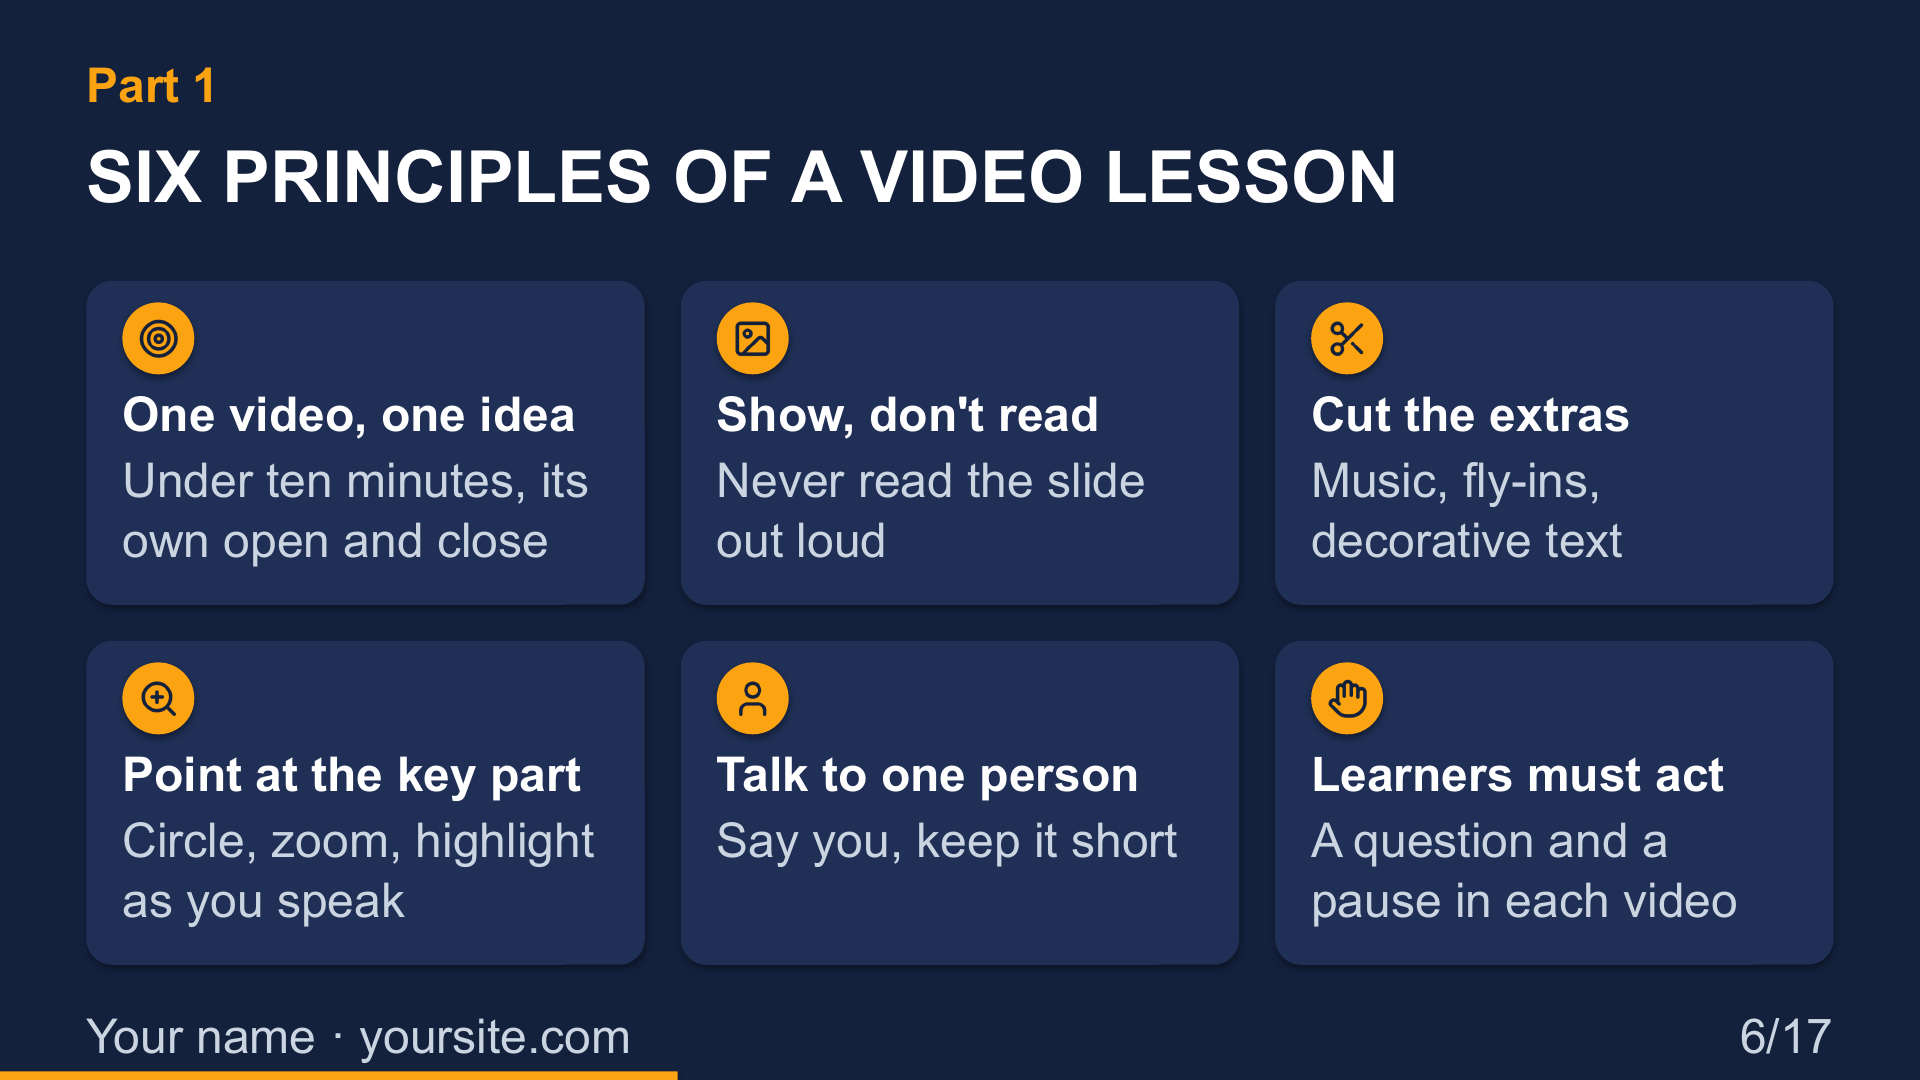 Part 1
SIX PRINCIPLES OF A VIDEO LESSON
One video, one idea
Under ten minutes, its
own open and close
Show, don't read
Never read the slide
out loud
Cut the extras
Music, fly-ins,
decorative text
Point at the key part
Circle, zoom, highlight
as you speak
Talk to one person
Say you, keep it short
Learners must act
A question and a
pause in each video
Your name · yoursite.com
6/17